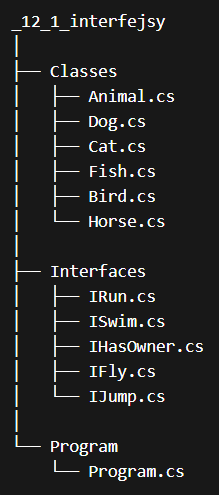 _12_1_interfejsy
│
├── Classes
│   ├── Animal.cs
│   ├── Dog.cs
│   ├── Cat.cs
│   ├── Fish.cs
│   ├── Bird.cs
│   └── Horse.cs
│
├── Interfaces
│   ├── IRun.cs
│   ├── ISwim.cs
│   ├── IHasOwner.cs
│   ├── IFly.cs
│   └── IJump.cs
│
└── Program
    └── Program.cs